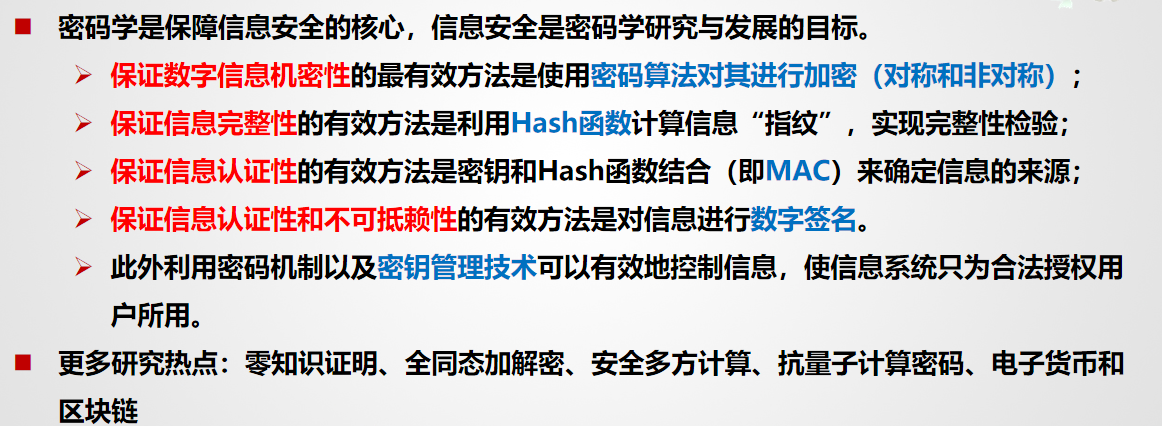 ■ 密码学是保障信息安全的核心，信息安全是密码学研究与发展的目标。
➢ 保证数字信息机密性的最有效方法是使用密码算法对其进行加密（对称和非对称）；
➢ 保证信息完整性的有效方法是利用Hash函数计算信息“指纹”，实现完整性检验；
➢ 保证信息认证性的有效方法是密钥和Hash函数结合（即MAC）来确定信息的来源；
➢ 保证信息认证性和不可抵赖性的有效方法是对信息进行数字签名。
➢ 此外利用密码机制以及密钥管理技术可以有效地控制信息，使信息系统只为合法授权用
户所用。
■ 更多研究热点：零知识证明、全同态加解密、安全多方计算、抗量子计算密码、电子货币和
区块链